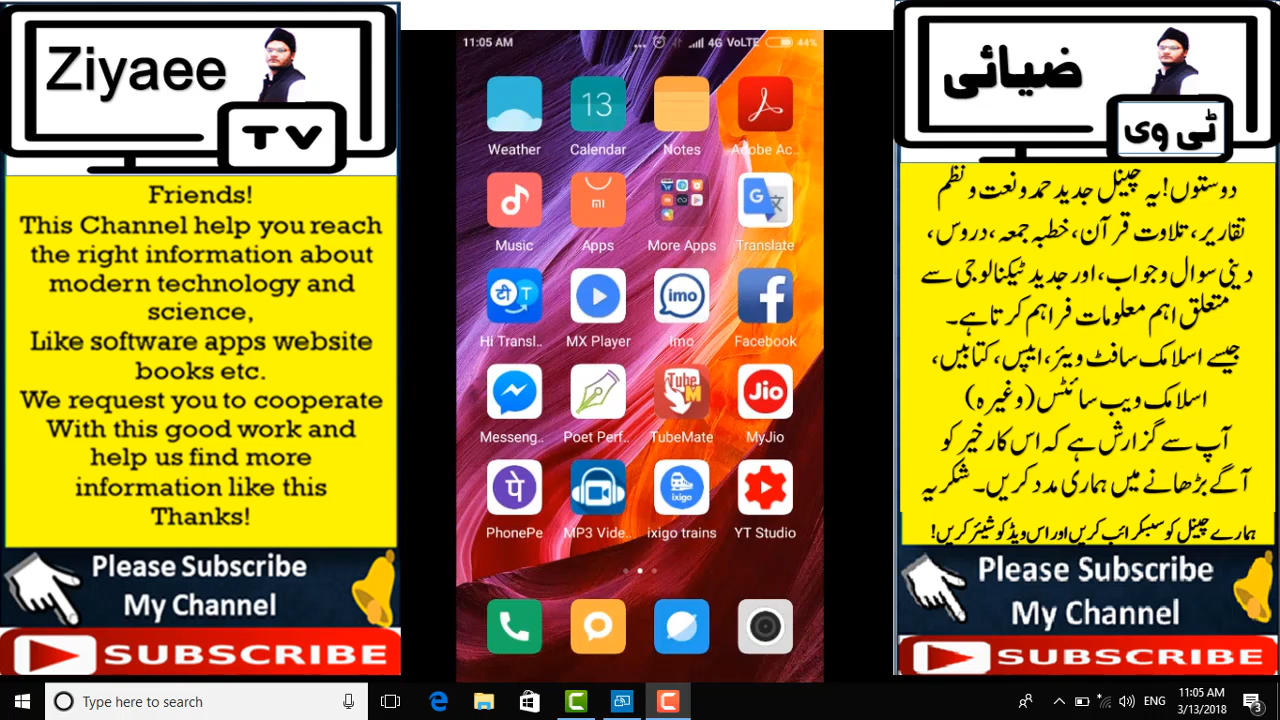 Ziyaee
TV
Friends!
This Channel help you reach
the right information about
modern technology and
science,
Like software apps website
books etc.
We request you to cooperate
With this good work and
help us find more
information like this
Thanks!
Please Subscribe
My Channel
SUBSCRIBE
11:05 AM
... 4G VoLTE 44%
13
Weather Calendar Notes Adobe Ac..
mi
Music Apps More Apps Translate
टी T
imo
Hi Transl.. MX Player Imo Facebook
Tube M
Jio
Messeng.. Poet Perf.. TubeMate MyJio
पे
ixigo
PhonePe MP3 Vide.. ixigo trains YT Studio
ضیائی
ٹی وی
دوستوں!یہ چینل جدید حمد و نعت و نظم
تقاریر، تلاوت قرآن، خطبہ جمعہ، دروس،
دینی سوال و جواب، اور جدید ٹیکنالوجی سے
متعلق اہم معلومات فراہم کرتا ہے۔
جیسے اسلامک سافٹ ویئر، ایپس، کتابیں،
اسلامک ویب سائٹس (وغیرہ)
آپ سے گزارش ہے کہ اس کار خیر کو
آگے بڑھانے میں ہماری مدد کریں۔ شکریہ
ہمارے چینل کو سبسکرائب کریں اور اس ویڈیو کو شیئر کریں!
Please Subscribe
My Channel
SUBSCRIBE
Type here to search
ENG
11:05 AM
3/13/2018
3